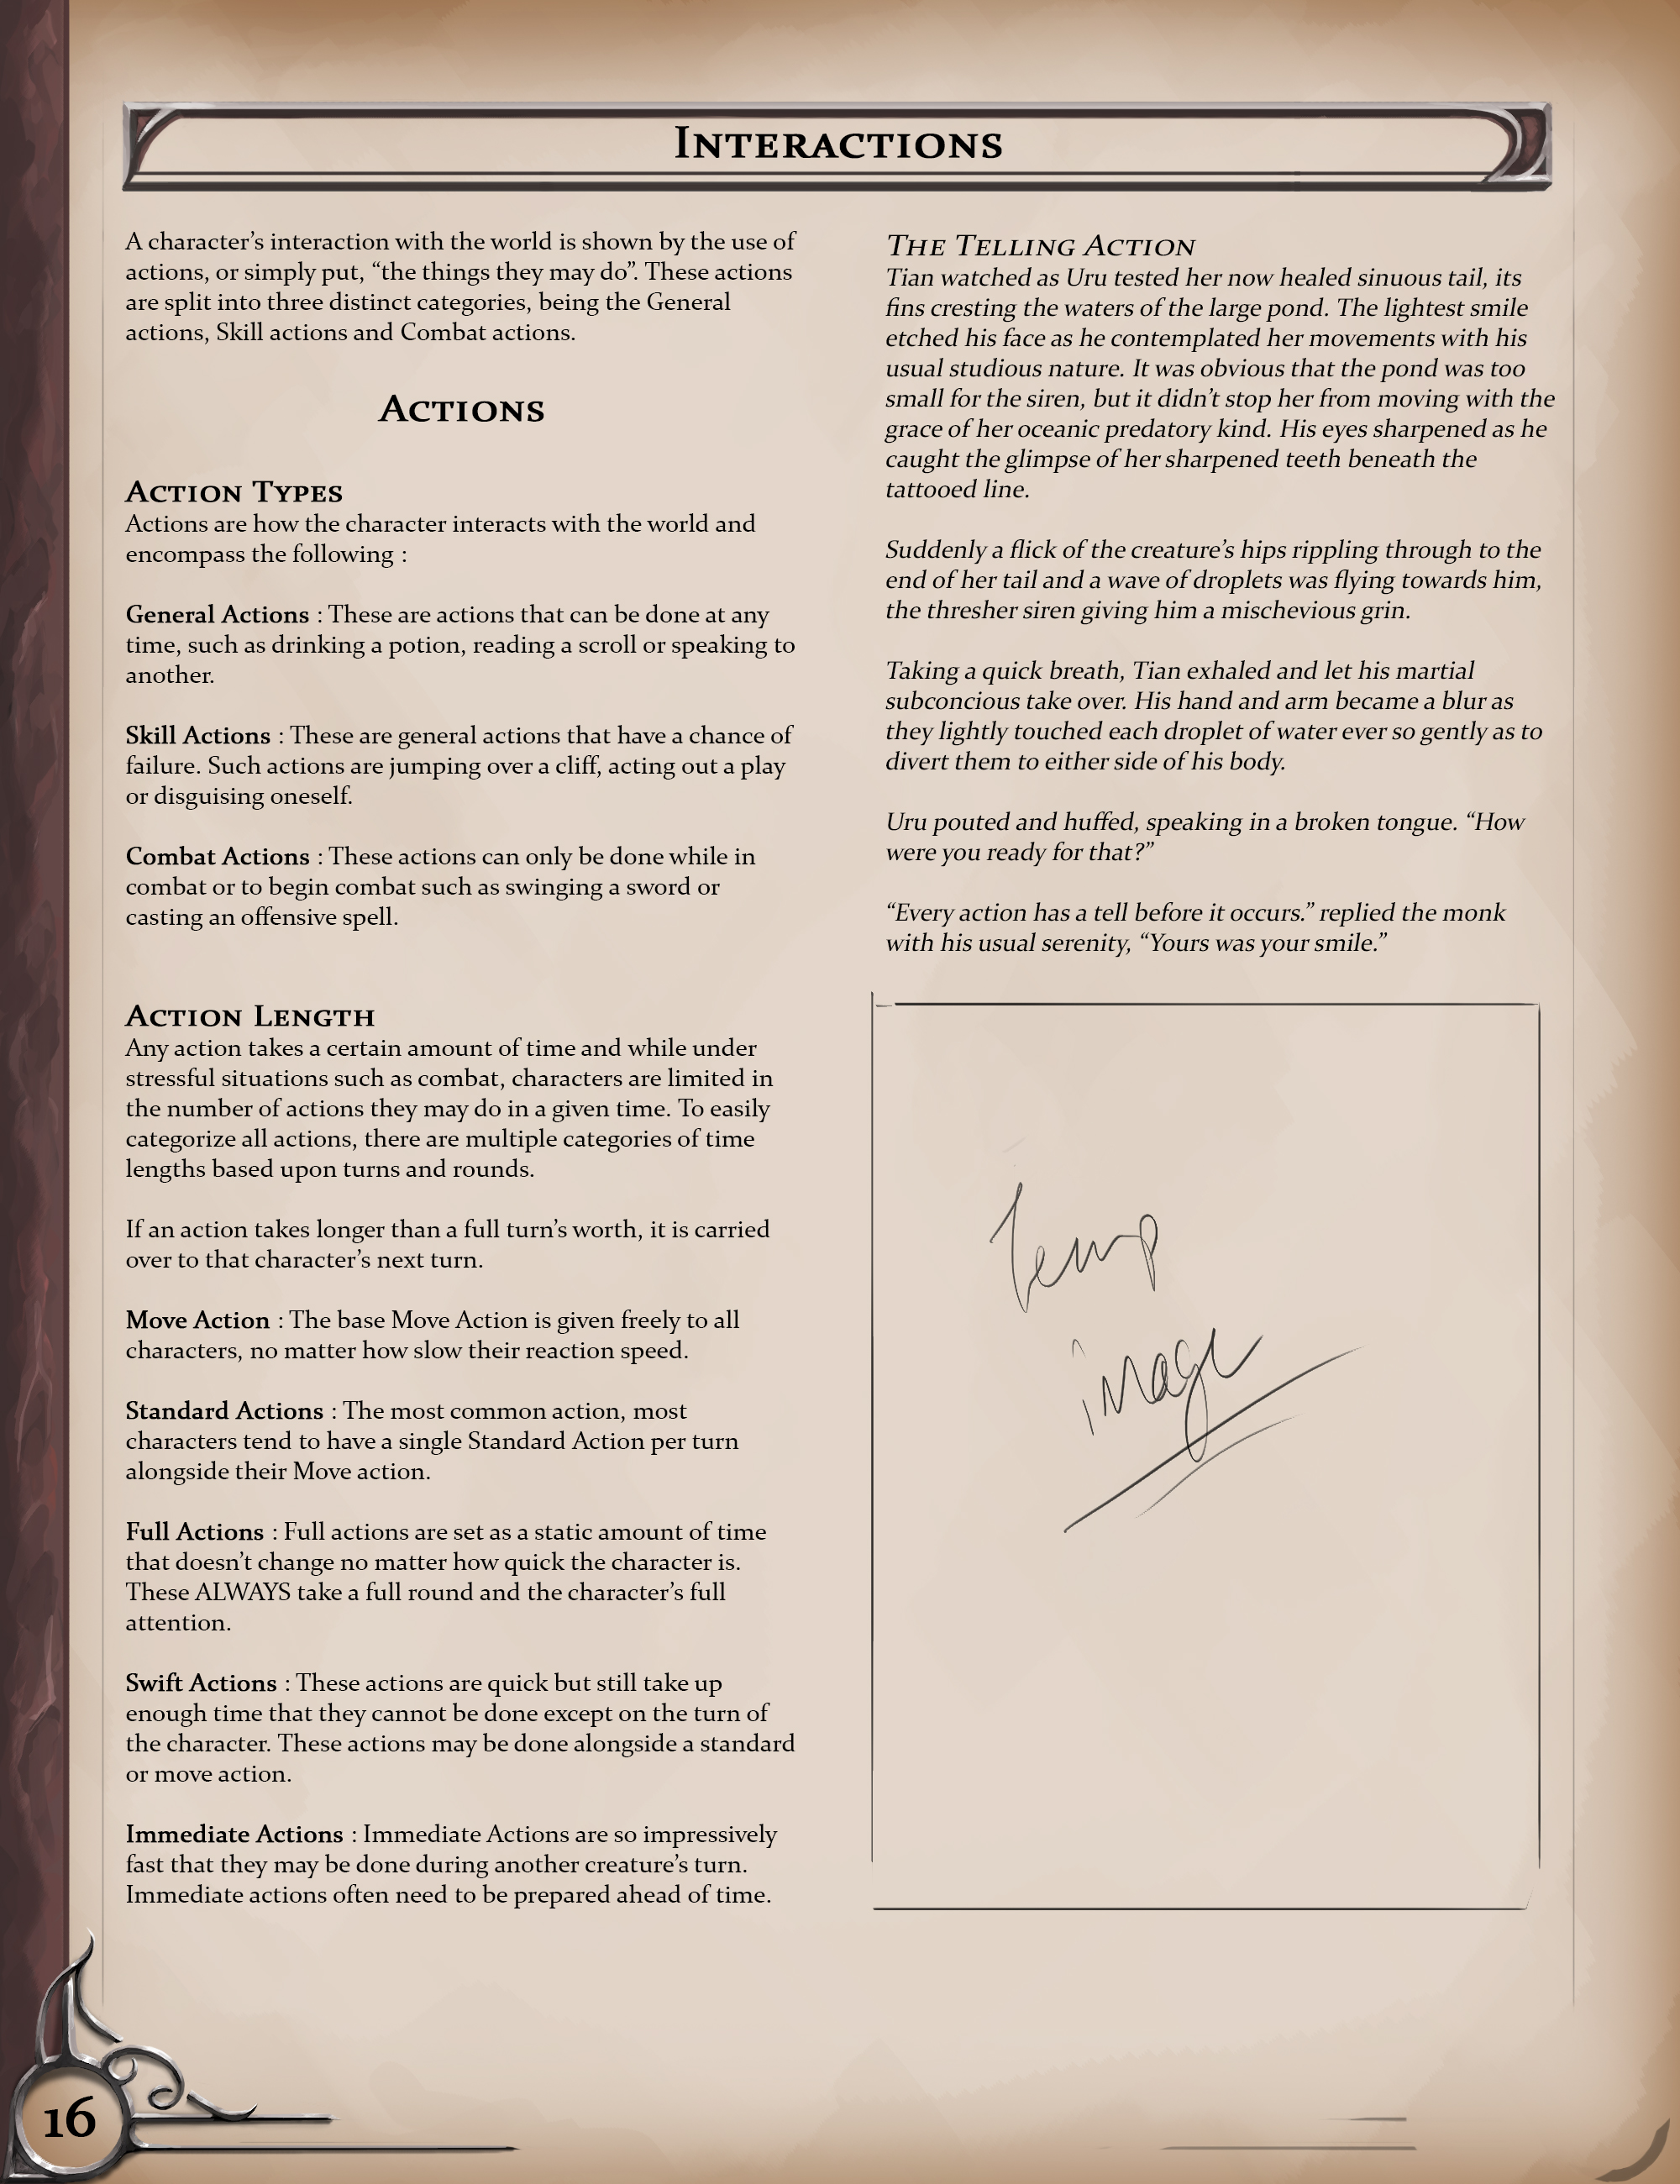 Interactions
A character’s interaction with the world is shown by the use of
actions, or simply put, “the things they may do”. These actions
are split into three distinct categories, being the General
actions, Skill actions and Combat actions.
Actions
Action Types
Actions are how the character interacts with the world and
encompass the following :
General Actions : These are actions that can be done at any
time, such as drinking a potion, reading a scroll or speaking to
another.
Skill Actions : These are general actions that have a chance of
failure. Such actions are jumping over a cliff, acting out a play
or disguising oneself.
Combat Actions : These actions can only be done while in
combat or to begin combat such as swinging a sword or
casting an offensive spell.
Action Length
Any action takes a certain amount of time and while under
stressful situations such as combat, characters are limited in
the number of actions they may do in a given time. To easily
categorize all actions, there are multiple categories of time
lengths based upon turns and rounds.
If an action takes longer than a full turn’s worth, it is carried
over to that character’s next turn.
Move Action : The base Move Action is given freely to all
characters, no matter how slow their reaction speed.
Standard Actions : The most common action, most
characters tend to have a single Standard Action per turn
alongside their Move action.
Full Actions : Full actions are set as a static amount of time
that doesn’t change no matter how quick the character is.
These ALWAYS take a full round and the character’s full
attention.
Swift Actions : These actions are quick but still take up
enough time that they cannot be done except on the turn of
the character. These actions may be done alongside a standard
or move action.
Immediate Actions : Immediate Actions are so impressively
fast that they may be done during another creature’s turn.
Immediate actions often need to be prepared ahead of time.
The Telling Action
Tian watched as Uru tested her now healed sinuous tail, its
fins cresting the waters of the large pond. The lightest smile
etched his face as he contemplated her movements with his
usual studious nature. It was obvious that the pond was too
small for the siren, but it didn’t stop her from moving with the
grace of her oceanic predatory kind. His eyes sharpened as he
caught the glimpse of her sharpened teeth beneath the
tattooed line.
Suddenly a flick of the creature’s hips rippling through to the
end of her tail and a wave of droplets was flying towards him,
the thresher siren giving him a mischevious grin.
Taking a quick breath, Tian exhaled and let his martial
subconcious take over. His hand and arm became a blur as
they lightly touched each droplet of water ever so gently as to
divert them to either side of his body.
Uru pouted and huffed, speaking in a broken tongue. “How
were you ready for that?”
“Every action has a tell before it occurs.” replied the monk
with his usual serenity, “Yours was your smile.”
Temp
image
16